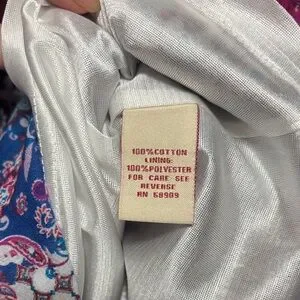 100%COTTON
LINING:
100%POLYESTER
FOR CARE SEE
REVERSE
RN 58909